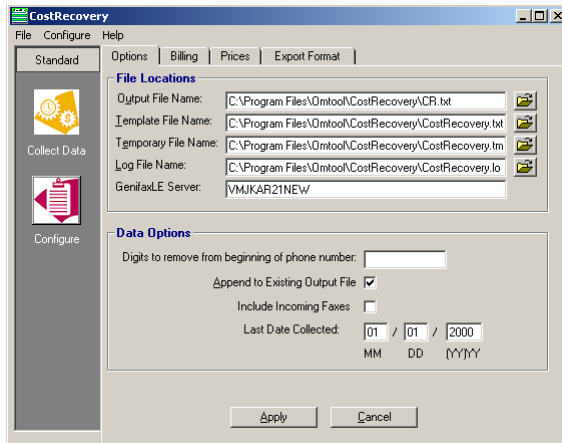 CostRecovery
File Configure Help
Standard
Options Billing Prices Export Format
File Locations
Output File Name: C:\Program Files\Omtool\CostRecovery\CR.txt
Template File Name: C:\Program Files\Omtool\CostRecovery\CostRecovery.txt
Temporary File Name: C:\Program Files\Omtool\CostRecovery\CostRecovery.tm
Log File Name: C:\Program Files\Omtool\CostRecovery\CostRecovery.lo
GenifaxLE Server: VMJKAR21NEW
Collect Data
Configure
Data Options
Digits to remove from beginning of phone number:
Append to Existing Output File
Include Incoming Faxes
Last Date Collected: 01 / 01 / 2000
MM DD (YY)YY
Apply Cancel